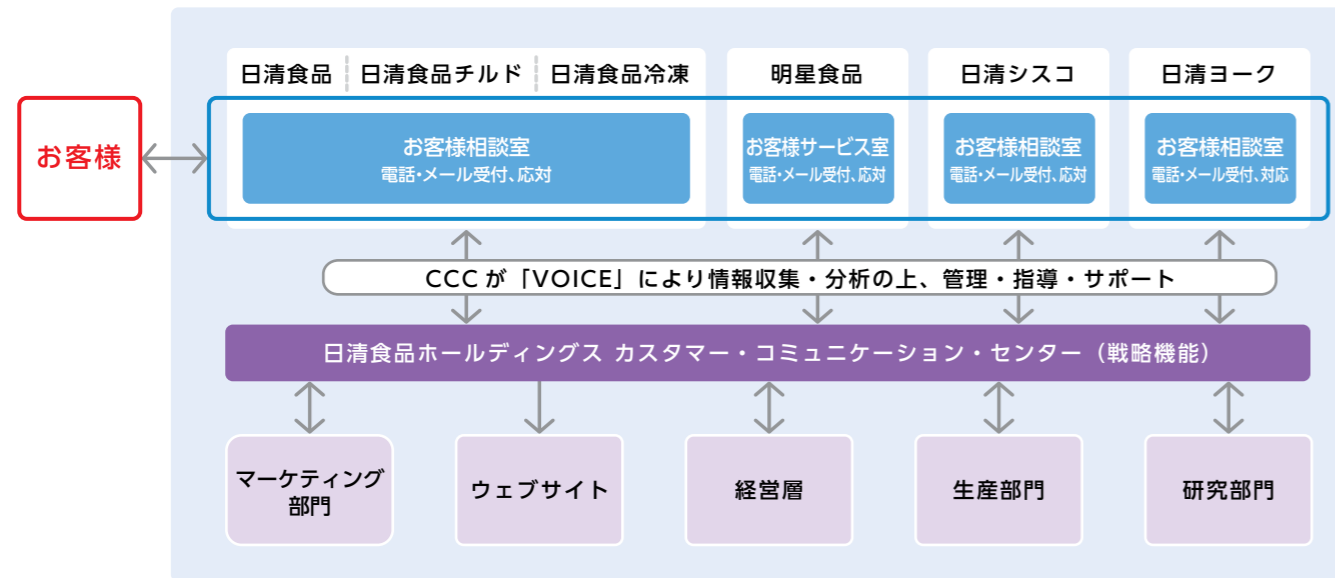 日清食品 日清食品チルド 日清食品冷凍 明星食品 日清シスコ 日清ヨーク
お客様
お客様相談室
電話・メール受付、応対
お客様サービス室
電話・メール受付、応対
お客様相談室
電話・メール受付、応対
お客様相談室
電話・メール受付、対応
CCC が「VOICE」により情報収集・分析の上、管理・指導・サポート
日清食品ホールディングス カスタマー・コミュニケーション・センター（戦略機能）
マーケティング
部門
ウェブサイト
経営層
生産部門
研究部門